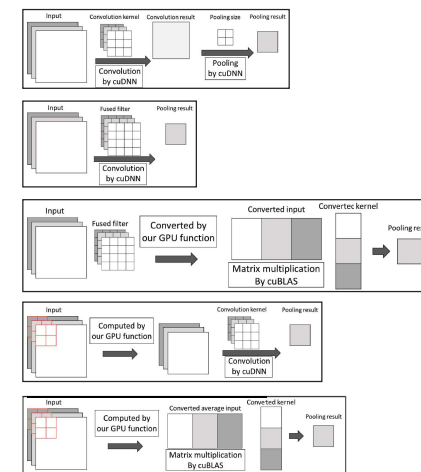 Input
Convolution kernel
Convolution result
Pooling size
Pooling result
Convolution
by cuDNN
Pooling
by cuDNN
Input
Fused filter
Pooling result
Convolution
by cuDNN
Input
Fused filter
Converted by
our GPU function
Converted input
Convertec kernel
Pooling re
Matrix multiplication
By cuBLAS
Input
Computed by
our GPU function
Convolution kernel
Pooling result
Convolution
by cuDNN
Input
Computed by
our GPU function
Converted average input
Converted kernel
Pooling result
Matrix multiplication
By cuBLAS